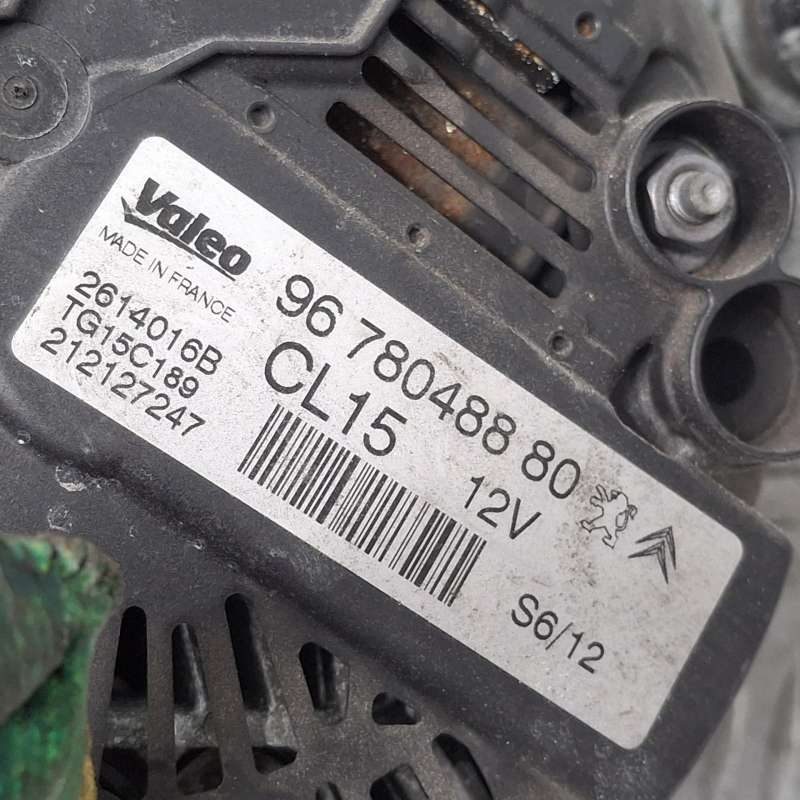 Valeo
MADE IN FRANCE
2614016B
TG15C189
212127247
96 780488 80
CL15
12V
S6/12